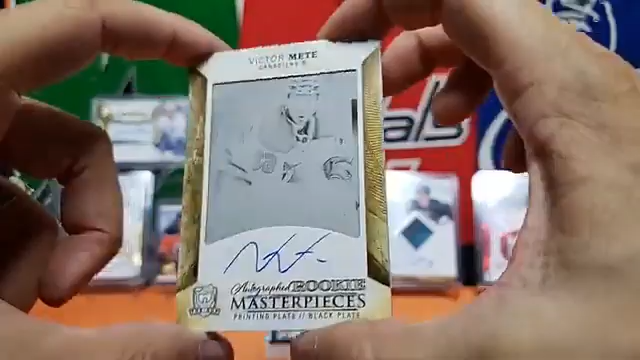 VICTOR METE
CANADIENS
Autographed ROOKIE
MASTERPIECES
PRINTING PLATE // BLACK PLATE